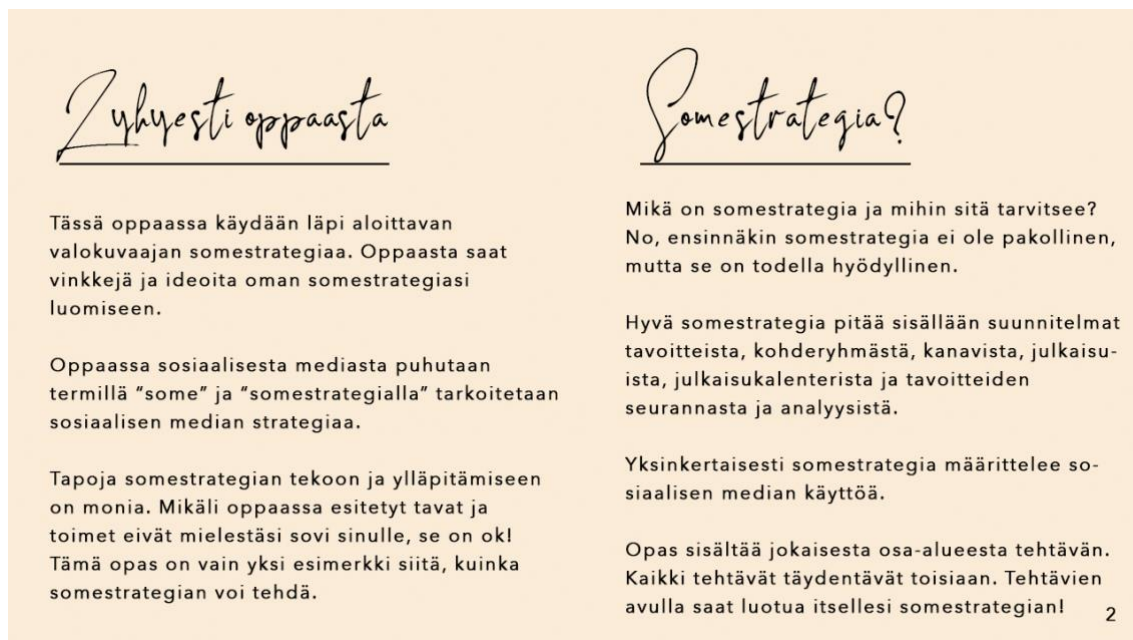 Lyhyesti oppaasta
Tässä oppaassa käydään läpi aloittavan
valokuvaajan somestrategiaa. Oppaasta saat
vinkkejä ja ideoita oman somestrategiasi
luomiseen.
Oppaassa sosiaalisesta mediasta puhutaan
termillä ”some” ja ”somestrategialla” tarkoitetaan
sosiaalisen median strategiaa.
Tapoja somestrategian tekoon ja ylläpitämiseen
on monia. Mikäli oppaassa esitetyt tavat ja
toimet eivät mielestäsi sovi sinulle, se on ok!
Tämä opas on vain yksi esimerkki siitä, kuinka
somestrategian voi tehdä.
Somestrategia?
Mikä on somestrategia ja mihin sitä tarvitsee?
No, ensinnäkin somestrategia ei ole pakollinen,
mutta se on todella hyödyllinen.
Hyvä somestrategia pitää sisällään suunnitelmat
tavoitteista, kohderyhmästä, kanavista, julkaisu-
ista, julkaisukalenterista ja tavoitteiden
seurannasta ja analyysistä.
Yksinkertaisesti somestrategia määrittelee so-
siaalisen median käyttöä.
Opas sisältää jokaisesta osa-alueesta tehtävän.
Kaikki tehtävät täydentävät toisiaan. Tehtävien
avulla saat luotua itsellesi somestrategian!
2